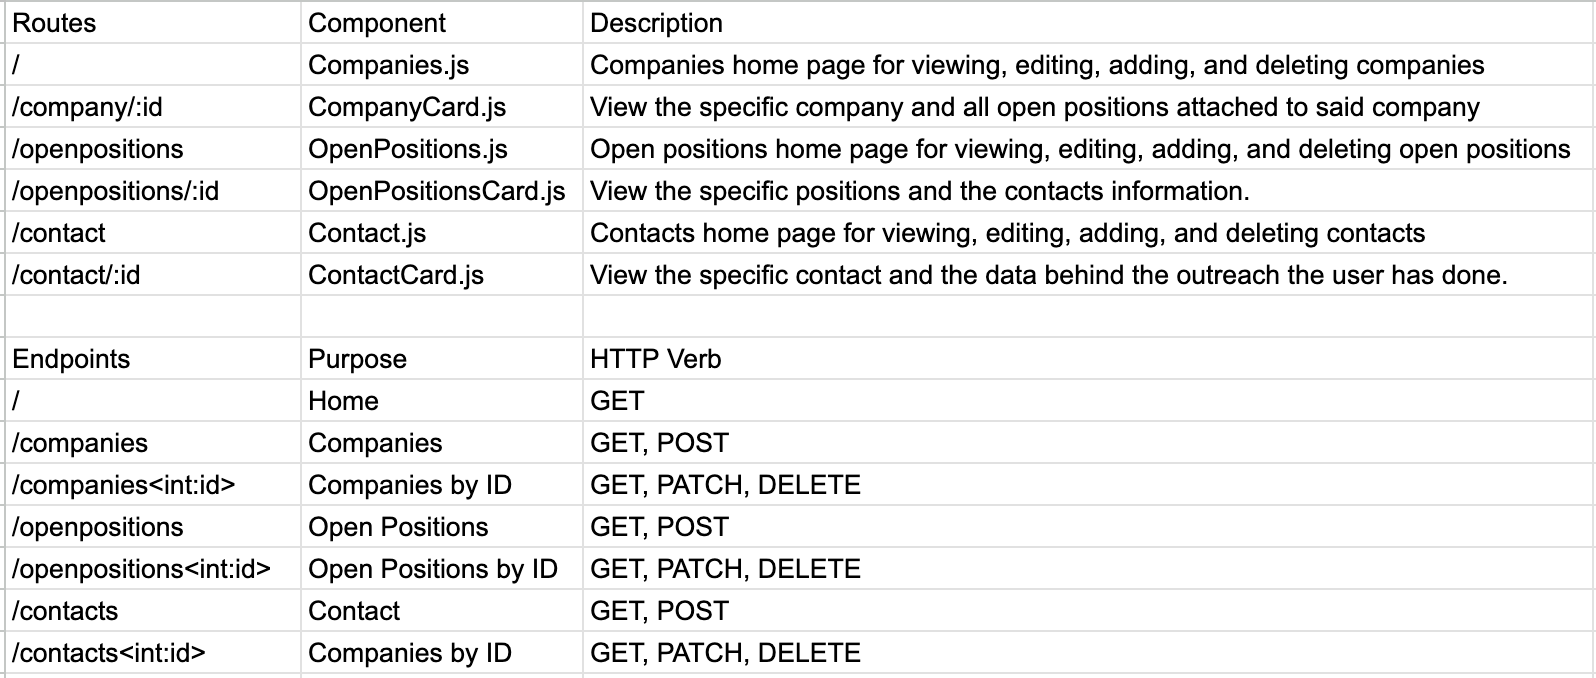 Routes Component Description
/ Companies.js Companies home page for viewing, editing, adding, and deleting companies
/company/:id CompanyCard.js View the specific company and all open positions attached to said company
/openpositions OpenPositions.js Open positions home page for viewing, editing, adding, and deleting open positions
/openpositions/:id OpenPositionsCard.js View the specific positions and the contacts information.
/contact Contact.js Contacts home page for viewing, editing, adding, and deleting contacts
/contact/:id ContactCard.js View the specific contact and the data behind the outreach the user has done.
Endpoints Purpose HTTP Verb
/ Home GET
/companies Companies GET, POST
/companies<int:id> Companies by ID GET, PATCH, DELETE
/openpositions Open Positions GET, POST
/openpositions<int:id> Open Positions by ID GET, PATCH, DELETE
/contacts Contact GET, POST
/contacts<int:id> Companies by ID GET, PATCH, DELETE